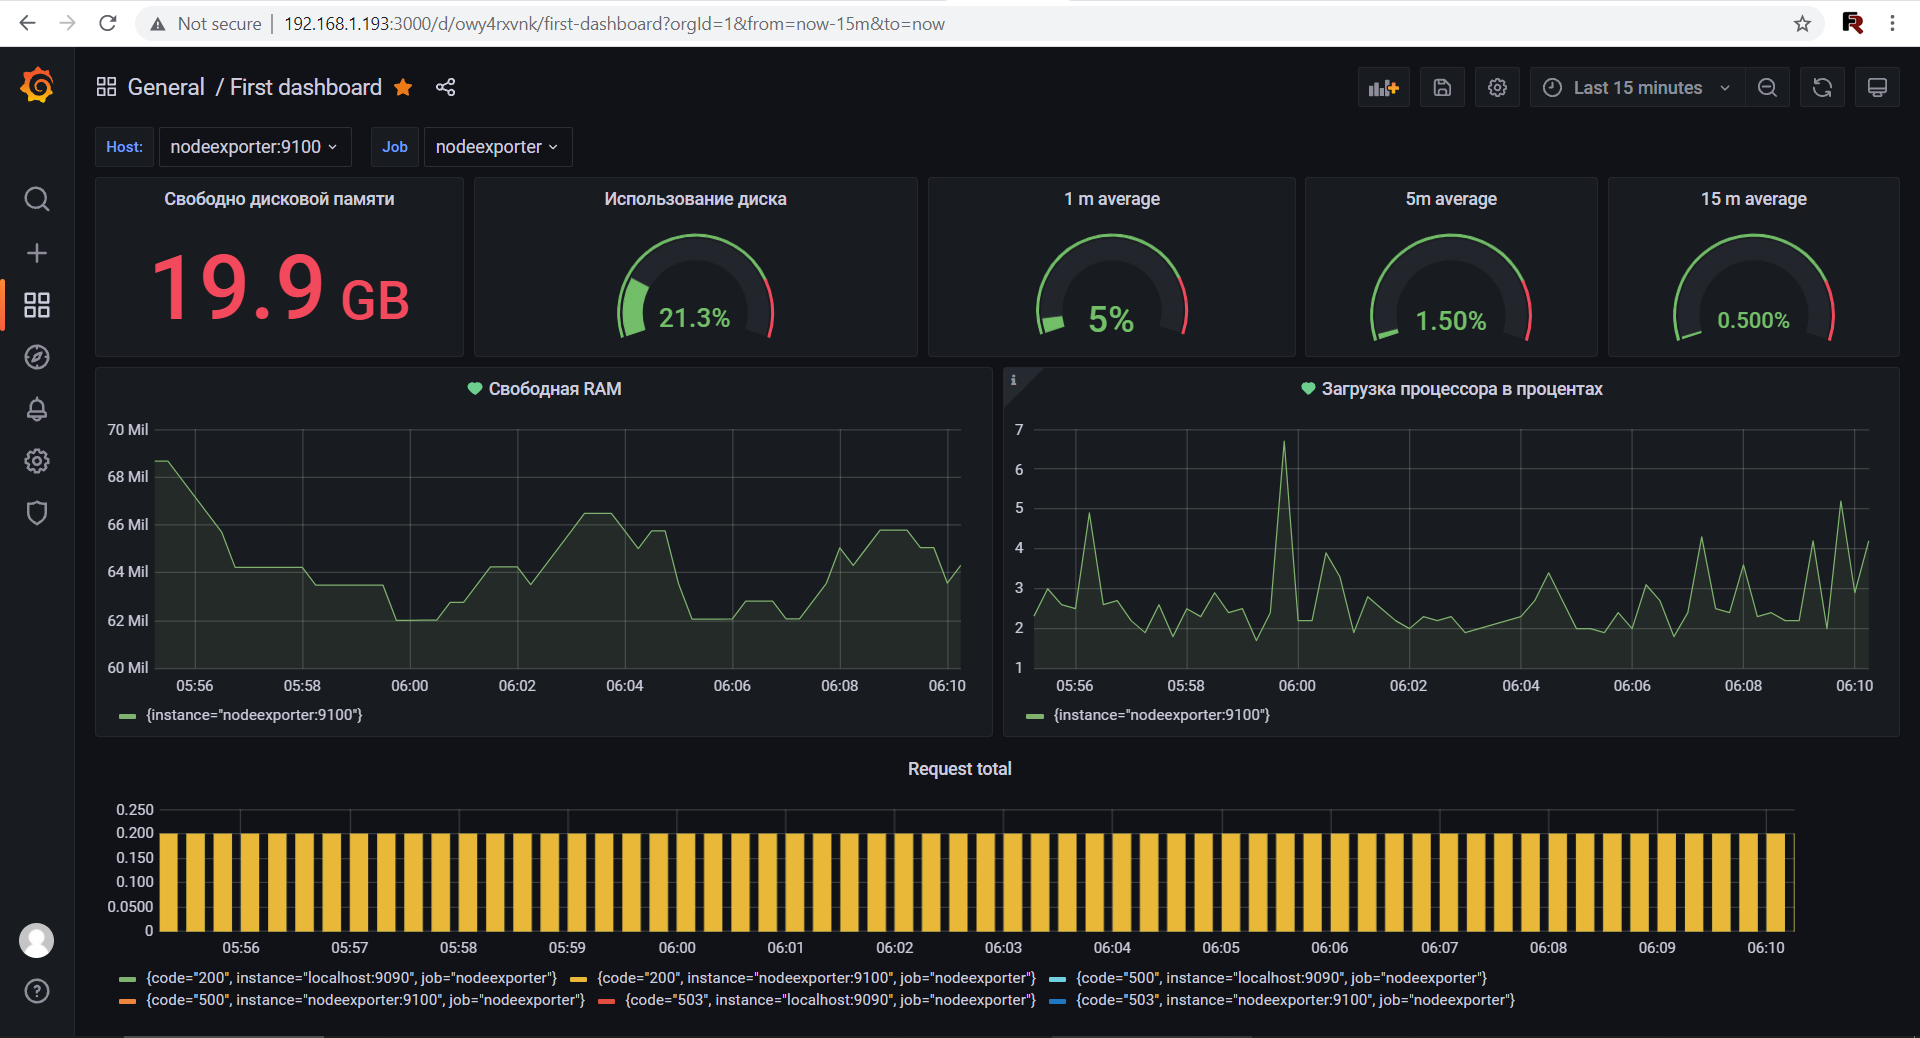 Not secure | 192.168.1.193:3000/d/owy4rxvnk/first-dashboard?orgId=1&from=now-15m&to=now
General / First dashboard
Last 15 minutes
Host: nodeexporter:9100 Job nodeexporter
Свободно дисковой памяти
19.9 GB
Использование диска
21.3%
1 m average
5%
5m average
1.50%
15 m average
0.500%
Свободная RAM
70 Mil
68 Mil
66 Mil
64 Mil
62 Mil
60 Mil
05:56 05:58 06:00 06:02 06:04 06:06 06:08 06:10
{instance="nodeexporter:9100"}
i
Загрузка процессора в процентах
7
6
5
4
3
2
1
05:56 05:58 06:00 06:02 06:04 06:06 06:08 06:10
{instance="nodeexporter:9100"}
Request total
0.250
0.200
0.150
0.100
0.0500
0
05:56 05:57 05:58 05:59 06:00 06:01 06:02 06:03 06:04 06:05 06:06 06:07 06:08 06:09 06:10
{code="200", instance="localhost:9090", job="nodeexporter"} {code="200", instance="nodeexporter:9100", job="nodeexporter"} {code="500", instance="localhost:9090", job="nodeexporter"}
{code="500", instance="nodeexporter:9100", job="nodeexporter"} {code="503", instance="localhost:9090", job="nodeexporter"} {code="503", instance="nodeexporter:9100", job="nodeexporter"}